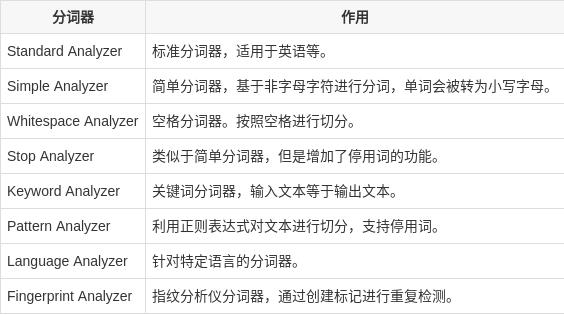 分词器 作用
Standard Analyzer 标准分词器，适用于英语等。
Simple Analyzer 简单分词器，基于非字母字符进行分词，单词会被转为小写字母。
Whitespace Analyzer 空格分词器。按照空格进行切分。
Stop Analyzer 类似于简单分词器，但是增加了停用词的功能。
Keyword Analyzer 关键词分词器，输入文本等于输出文本。
Pattern Analyzer 利用正则表达式对文本进行切分，支持停用词。
Language Analyzer 针对特定语言的分词器。
Fingerprint Analyzer 指纹分析仪分词器，通过创建标记进行重复检测。